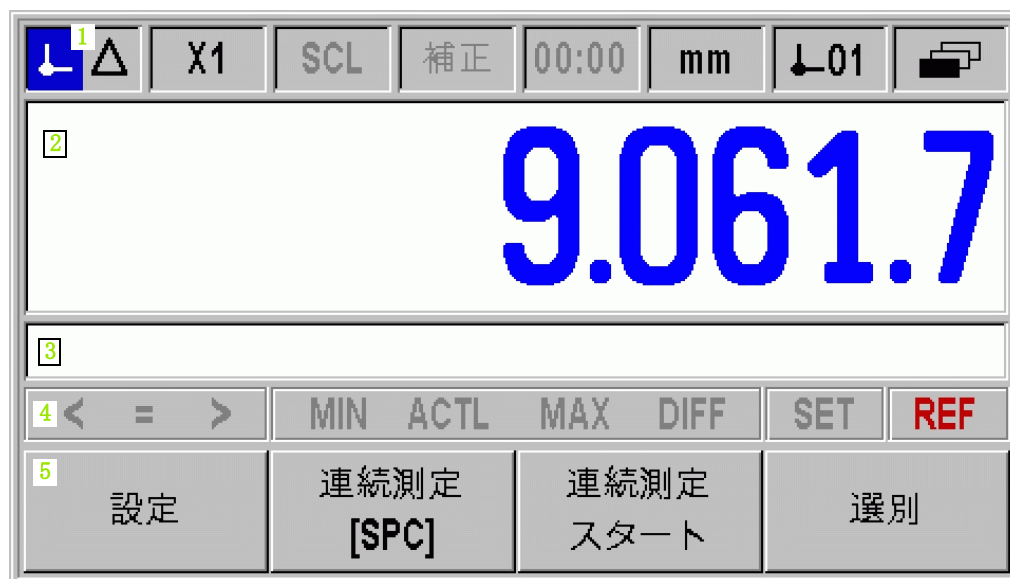 1 Δ X1 SCL 補正 00:00 mm 01
2 9.061.7
3
4 < = > MIN ACTL MAX DIFF SET REF
5 設定 連続測定 [SPC] 連続測定 スタート 選別